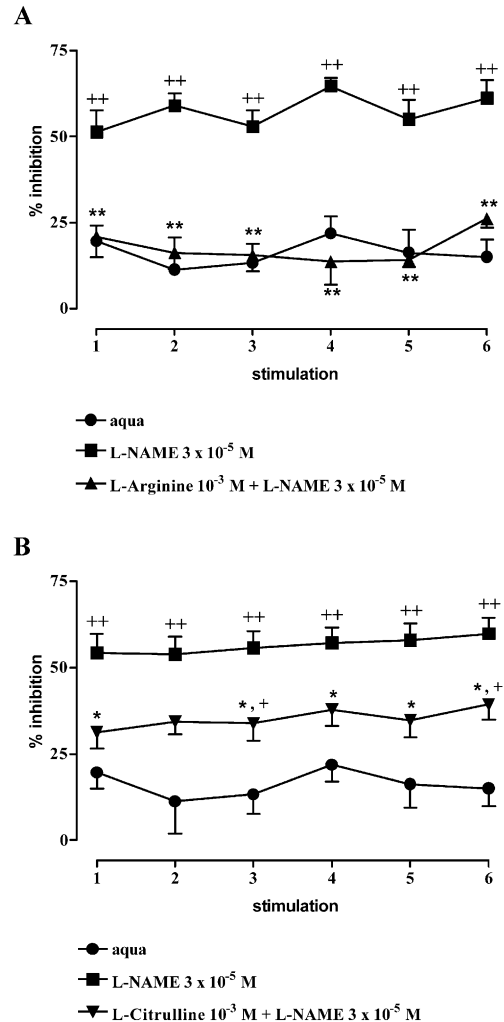 A
75
++ ++ ++ ++ ++ ++
50
% inhibition
25
** ** ** ** ** **
0
1 2 3 4 5 6
stimulation
aqua
L-NAME 3 x 10⁻⁵ M
L-Arginine 10⁻³ M + L-NAME 3 x 10⁻⁵ M
B
75
++ ++ ++ ++ ++ ++
50
% inhibition
* *, + * * *, +
25
0
1 2 3 4 5 6
stimulation
aqua
L-NAME 3 x 10⁻⁵ M
L-Citrulline 10⁻³ M + L-NAME 3 x 10⁻⁵ M